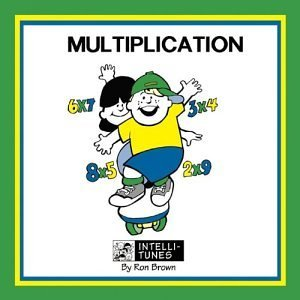 MULTIPLICATION
6x7
3x4
8x5
2x9
INTELLI-
TUNES
By Ron Brown